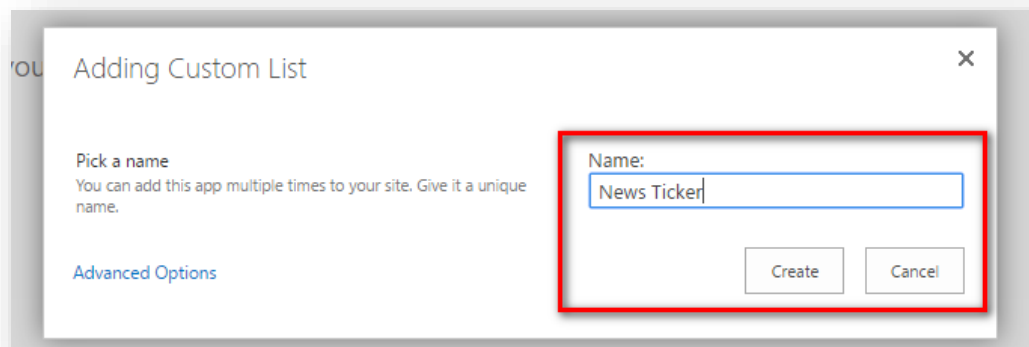 you
Adding Custom List
Pick a name
You can add this app multiple times to your site. Give it a unique
name.
Advanced Options
Name:
News Ticker
Create
Cancel